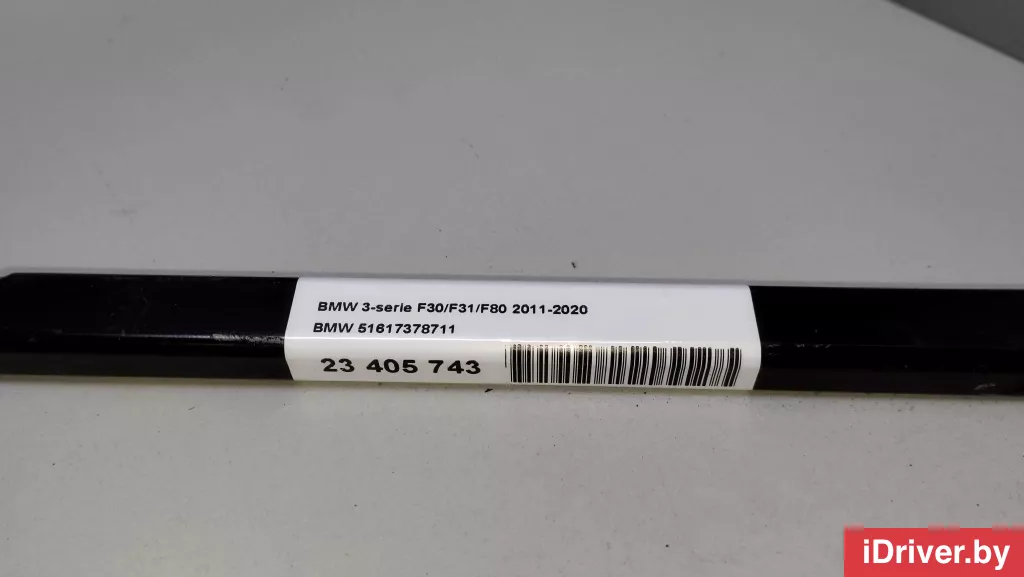 BMW 3-serie F30/F31/F80 2011-2020
BMW 51617378711
23 405 743
iDriver.by